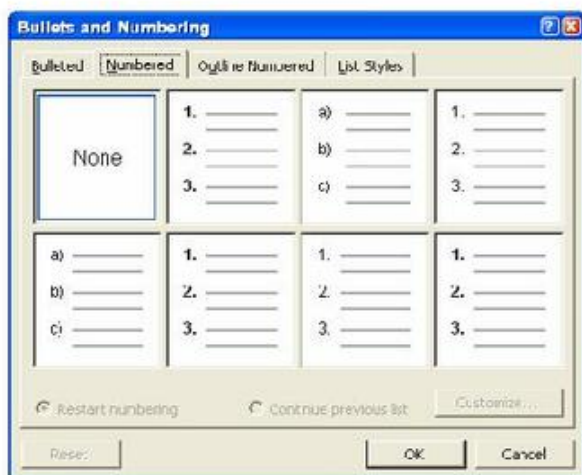 Bullets and Numbering
Bulleted Numbered Outline Numbered List Styles
None
1.
2.
3.
a)
b)
c)
1.
2.
3.
a)
b)
c)
1.
2.
3.
1.
2.
3.
1.
2.
3.
Restart numbering Continue previous list Customize...
Reset OK Cancel